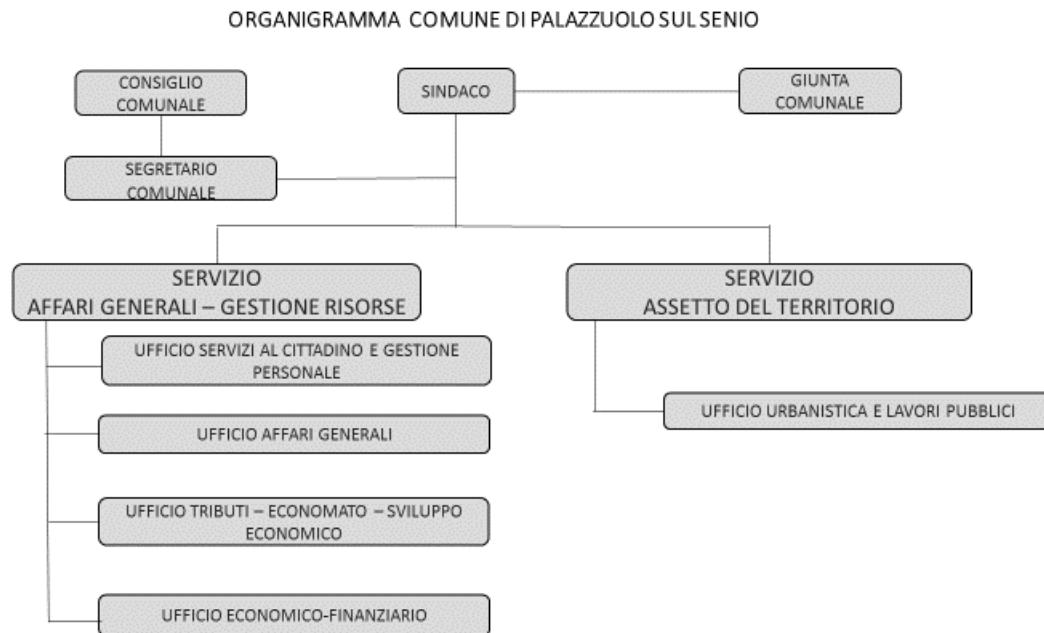 ORGANIGRAMMA COMUNE DI PALAZZUOLO SUL SENIO
CONSIGLIO
COMUNALE
SINDACO
GIUNTA
COMUNALE
SEGRETARIO
COMUNALE
SERVIZIO
AFFARI GENERALI – GESTIONE RISORSE
SERVIZIO
ASSETTO DEL TERRITORIO
UFFICIO SERVIZI AL CITTADINO E GESTIONE
PERSONALE
UFFICIO URBANISTICA E LAVORI PUBBLICI
UFFICIO AFFARI GENERALI
UFFICIO TRIBUTI – ECONOMATO – SVILUPPO
ECONOMICO
UFFICIO ECONOMICO-FINANZIARIO